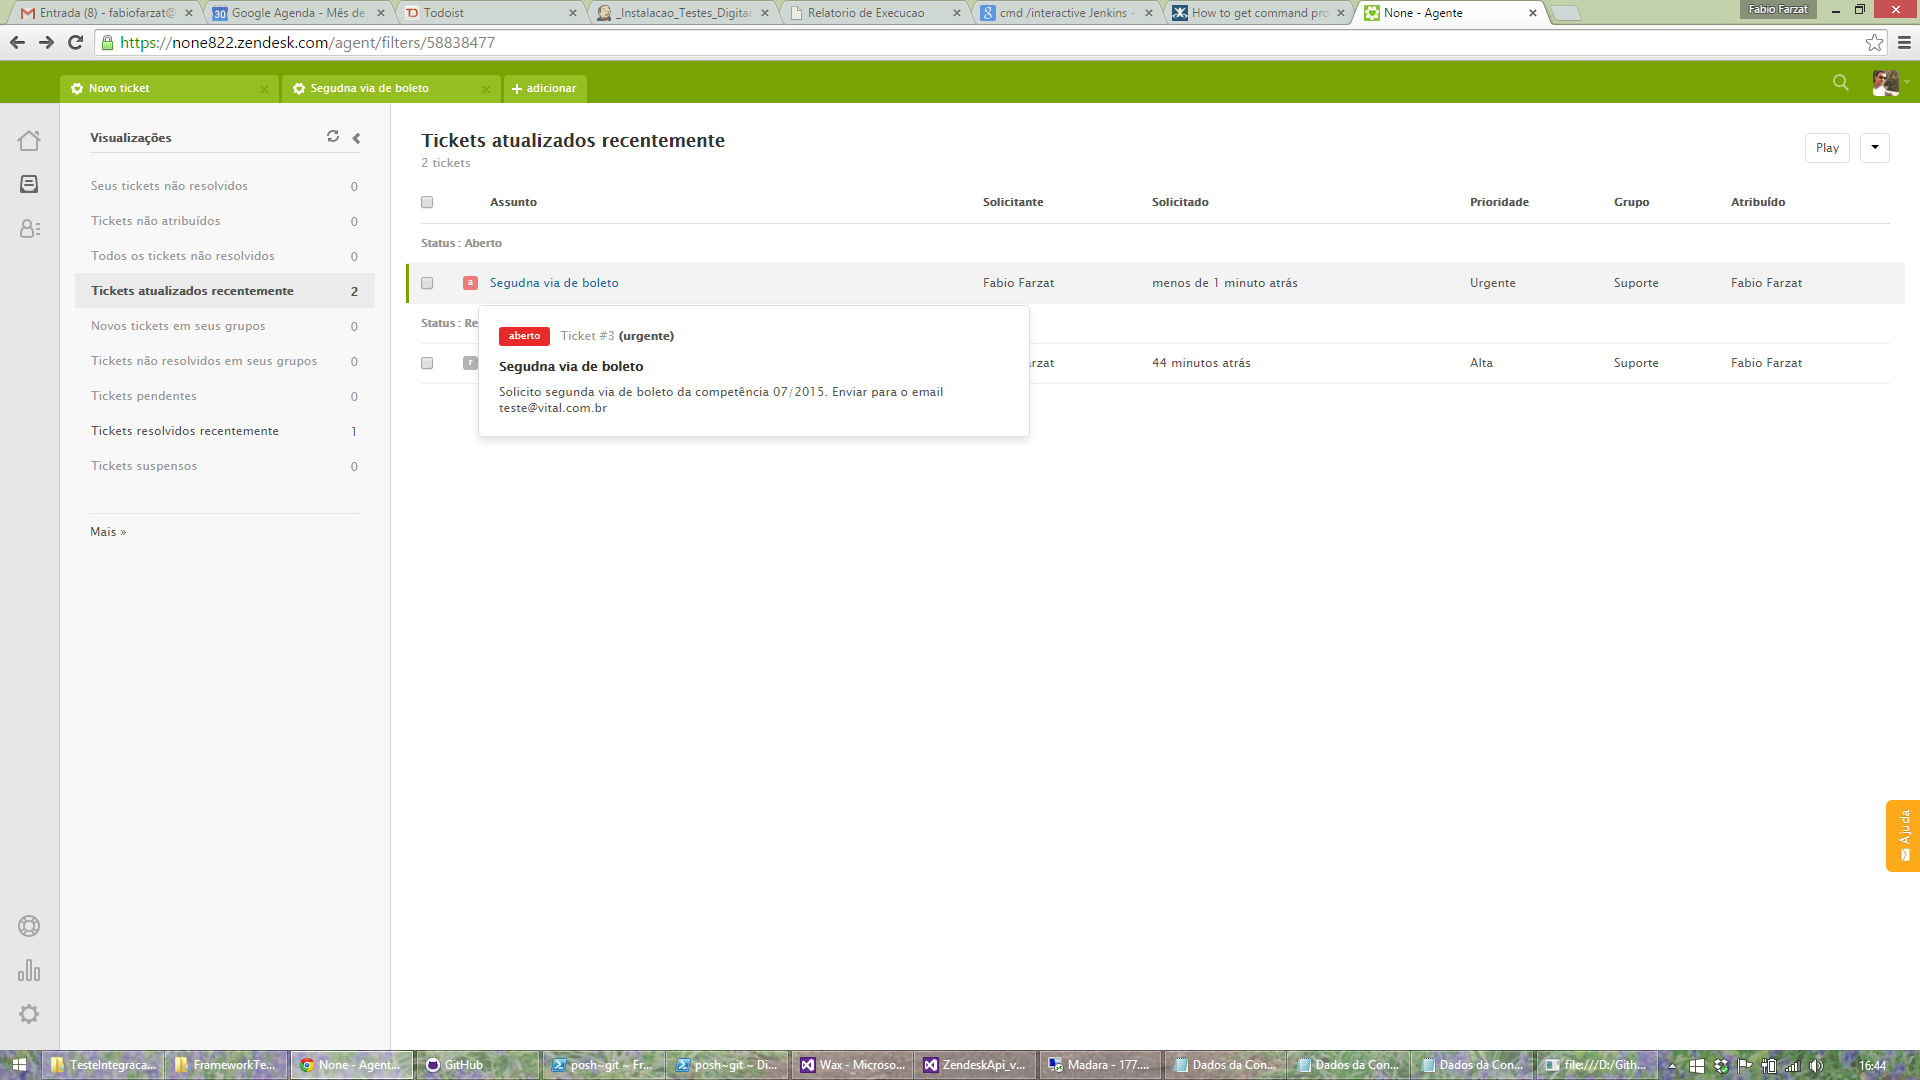 Entrada (8) - fabiofarzat@
Google Agenda - Mês de
Todoist
_Instalacao_Testes_Digitac
Relatorio de Execucao
cmd /interactive Jenkins -
How to get command pro
None - Agente
Fabio Farzat
https://none822.zendesk.com/agent/filters/58838477
Novo ticket
Segudna via de boleto
+ adicionar
Visualizações
Seus tickets não resolvidos 0
Tickets não atribuídos 0
Todos os tickets não resolvidos 0
Tickets atualizados recentemente 2
Novos tickets em seus grupos 0
Tickets não resolvidos em seus grupos 0
Tickets pendentes 0
Tickets resolvidos recentemente 1
Tickets suspensos 0
Mais »
Tickets atualizados recentemente
2 tickets
Play
Assunto Solicitante Solicitado Prioridade Grupo Atribuído
Status : Aberto
a Segudna via de boleto Fabio Farzat menos de 1 minuto atrás Urgente Suporte Fabio Farzat
Status : Re
r rzat 44 minutos atrás Alta Suporte Fabio Farzat
aberto Ticket #3 (urgente)
Segudna via de boleto
Solicito segunda via de boleto da competência 07/2015. Enviar para o email
teste@vital.com.br
Ajuda
TesteIntegraca...
FrameworkTe...
None - Agent...
GitHub
posh~git ~ Fr...
posh~git ~ Di...
Wax - Microso...
ZendeskApi_v...
Madara - 177....
Dados da Con...
Dados da Con...
Dados da Con...
file:///D:/Gith...
16:44